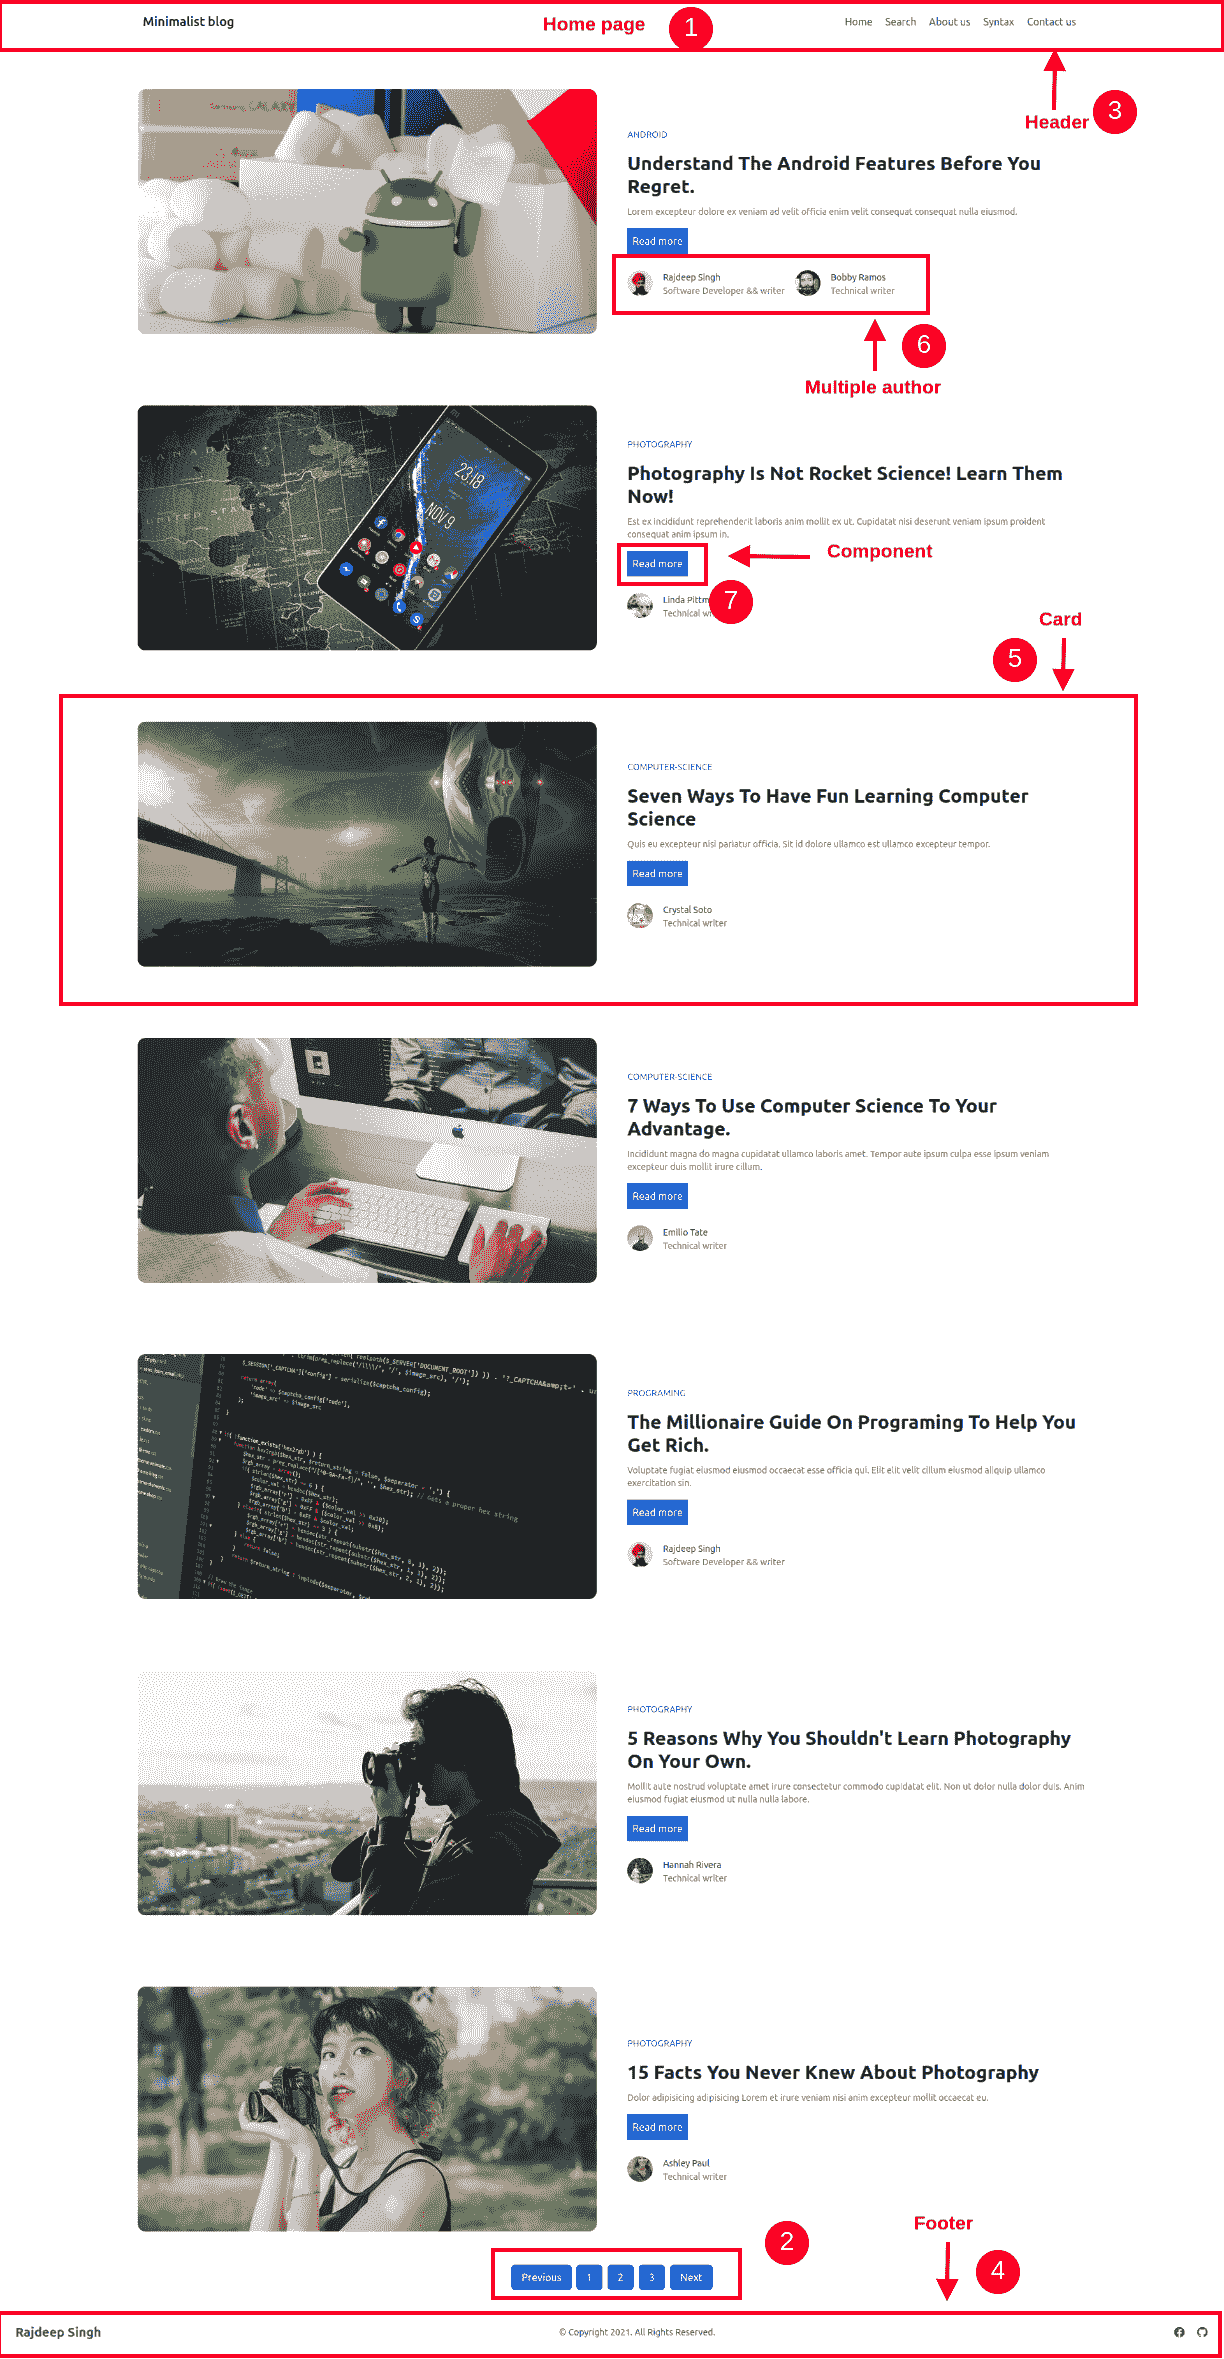 Minimalist blog
Home page
1
Home Search About us Syntax Contact us
Header
3
GALAXY
ANDROID
Understand The Android Features Before You
Regret.
Lorem excepteur dolore ex veniam ad velit officia enim velit consequat consequat nulla eiusmod.
Read more
Rajdeep Singh
Software Developer && writer
Bobby Ramos
Technical writer
6
Multiple author
CANADA
UNITED STATES
23:18
NOV 9
PHOTOGRAPHY
Photography Is Not Rocket Science! Learn Them
Now!
Est ex incididunt reprehenderit laboris anim mollit ex ut. Cupidatat nisi deserunt veniam ipsum proident
consequat anim ipsum in.
Read more
Component
Linda Pittm
Technical wr
7
Card
5
COMPUTER-SCIENCE
Seven Ways To Have Fun Learning Computer
Science
Quis eu excepteur nisi pariatur officia. Sit id dolore ullamco est ullamco excepteur tempor.
Read more
Crystal Soto
Technical writer
COMPUTER-SCIENCE
7 Ways To Use Computer Science To Your
Advantage.
Incididunt magna do magna cupidatat ullamco laboris amet. Tempor aute ipsum culpa esse ipsum veniam
excepteur duis mollit irure cillum.
Read more
Emilio Tate
Technical writer
PROGRAMING
The Millionaire Guide On Programing To Help You
Get Rich.
Voluptate fugiat eiusmod eiusmod occaecat esse officia qui. Elit elit velit cillum eiusmod aliquip ullamco
exercitation sin.
Read more
Rajdeep Singh
Software Developer && writer
PHOTOGRAPHY
5 Reasons Why You Shouldn't Learn Photography
On Your Own.
Mollit aute nostrud voluptate amet irure consectetur commodo cupidatat elit. Non ut dolor nulla dolor duis. Anim
eiusmod fugiat eiusmod ut nulla nulla labore.
Read more
Hannah Rivera
Technical writer
PHOTOGRAPHY
15 Facts You Never Knew About Photography
Dolor adipisicing adipisicing Lorem et irure veniam nisi anim excepteur mollit occaecat eu.
Read more
Ashley Paul
Technical writer
Footer
2
4
Previous 1 2 3 Next
Rajdeep Singh
© Copyright 2021. All Rights Reserved.